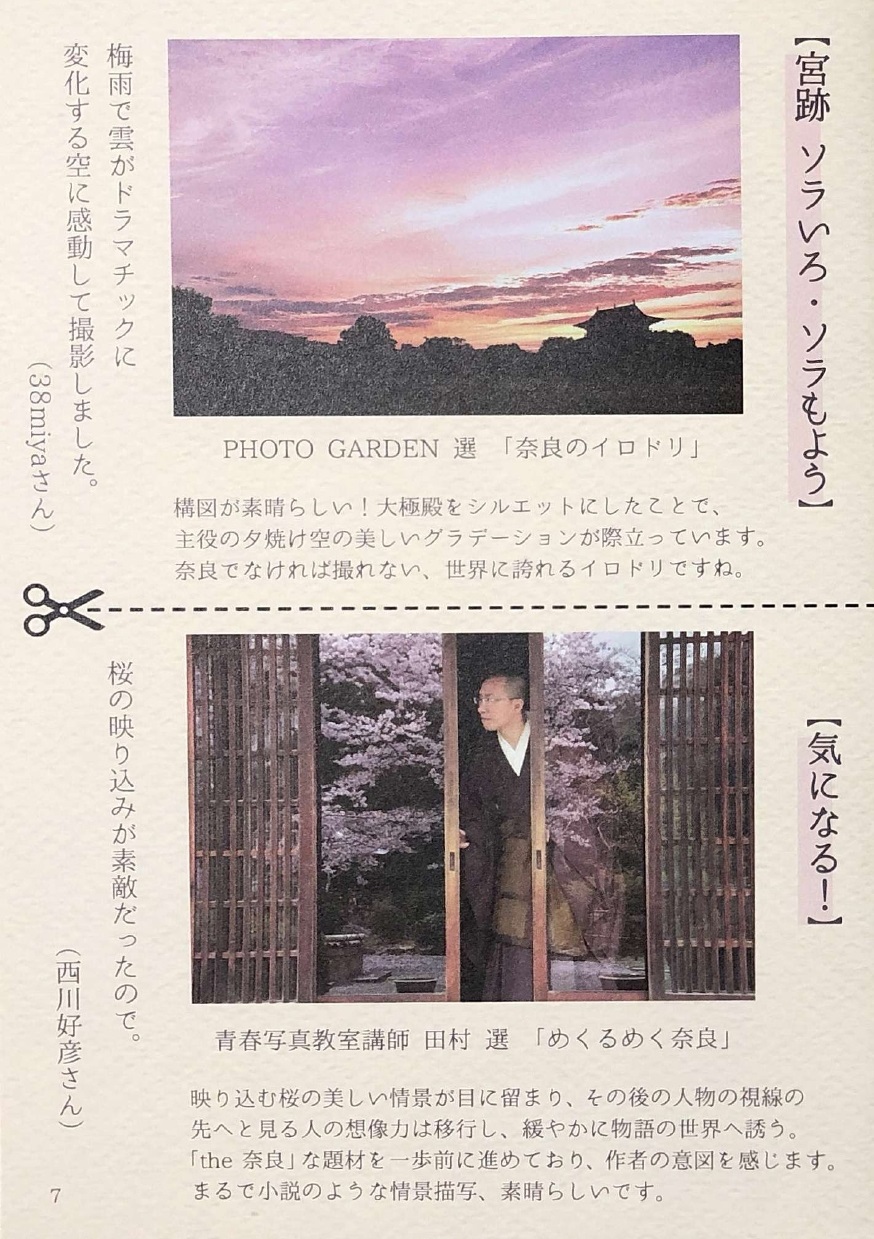 【宮跡 ソラいろ・ソラもよう】
梅雨で雲がドラマチックに
変化する空に感動して撮影しました。
（38miyaさん）
PHOTO GARDEN 選 「奈良のイロドリ」
構図が素晴らしい！大極殿をシルエットにしたことで、
主役の夕焼け空の美しいグラデーションが際立っています。
奈良でなければ撮れない、世界に誇れるイロドリですね。
【気になる！】
桜の映り込みが素敵だったので。
（西川好彦さん）
青春写真教室講師 田村 選 「めくるめく奈良」
映り込む桜の美しい情景が目に留まり、その後の人物の視線の
先へと見る人の想像力は移行し、緩やかに物語の世界へ誘う。
「the 奈良」な題材を一歩前に進めており、作者の意図を感じます。
まるで小説のような情景描写、素晴らしいです。
7